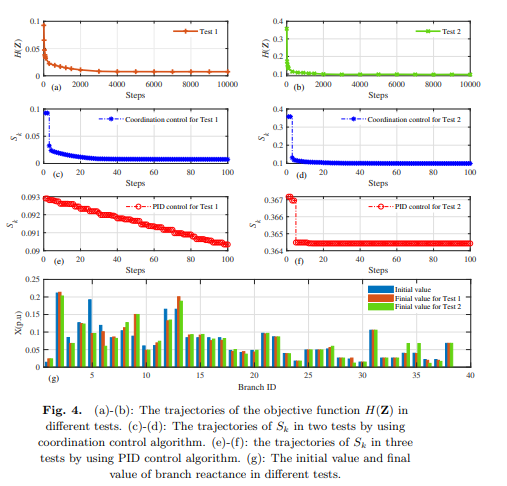 0.1
0.05
0
H(Z)
Test 1
0 2000 4000 6000 8000 10000
(a)
Steps
0.4
0.3
0.2
0.1
H(Z)
Test 2
0 2000 4000 6000 8000 10000
(b)
Steps
0.1
0.05
0
Sk
Coordination control for Test 1
0 20 40 60 80 100
(c)
Steps
0.4
0.3
0.2
0.1
Sk
Coordination control for Test 2
0 20 40 60 80 100
(d)
Steps
0.093
0.092
0.091
0.09
Sk
PID control for Test 1
0 20 40 60 80 100
(e)
Steps
0.367
0.366
0.365
0.364
Sk
PID control for Test 2
0 20 40 60 80 100
(f)
Steps
0.25
0.2
0.15
0.1
0.05
0
X(p.u)
Initial value
Finial value for Test 1
Finial value for Test 2
5 10 15 20 25 30 35 40
(g)
Branch ID
Fig. 4. (a)-(b): The trajectories of the objective function H(Z) in
different tests. (c)-(d): The trajectories of Sk in two tests by using
coordination control algorithm. (e)-(f): the trajectories of Sk in three
tests by using PID control algorithm. (g): The initial value and final
value of branch reactance in different tests.